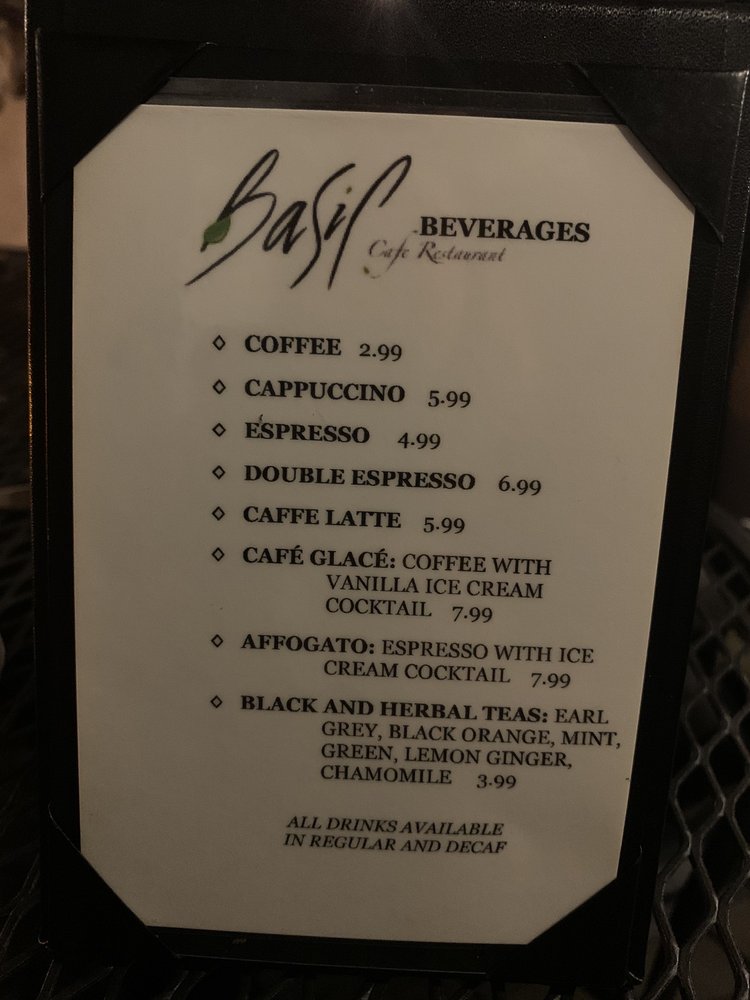 Basil BEVERAGES
Cafe Restaurant
◊ COFFEE 2.99
◊ CAPPUCCINO 5.99
◊ ESPRESSO 4.99
◊ DOUBLE ESPRESSO 6.99
◊ CAFFE LATTE 5.99
◊ CAFÉ GLACÉ: COFFEE WITH
VANILLA ICE CREAM
COCKTAIL 7.99
◊ AFFOGATO: ESPRESSO WITH ICE
CREAM COCKTAIL 7.99
◊ BLACK AND HERBAL TEAS: EARL
GREY, BLACK ORANGE, MINT,
GREEN, LEMON GINGER,
CHAMOMILE 3.99
ALL DRINKS AVAILABLE
IN REGULAR AND DECAF